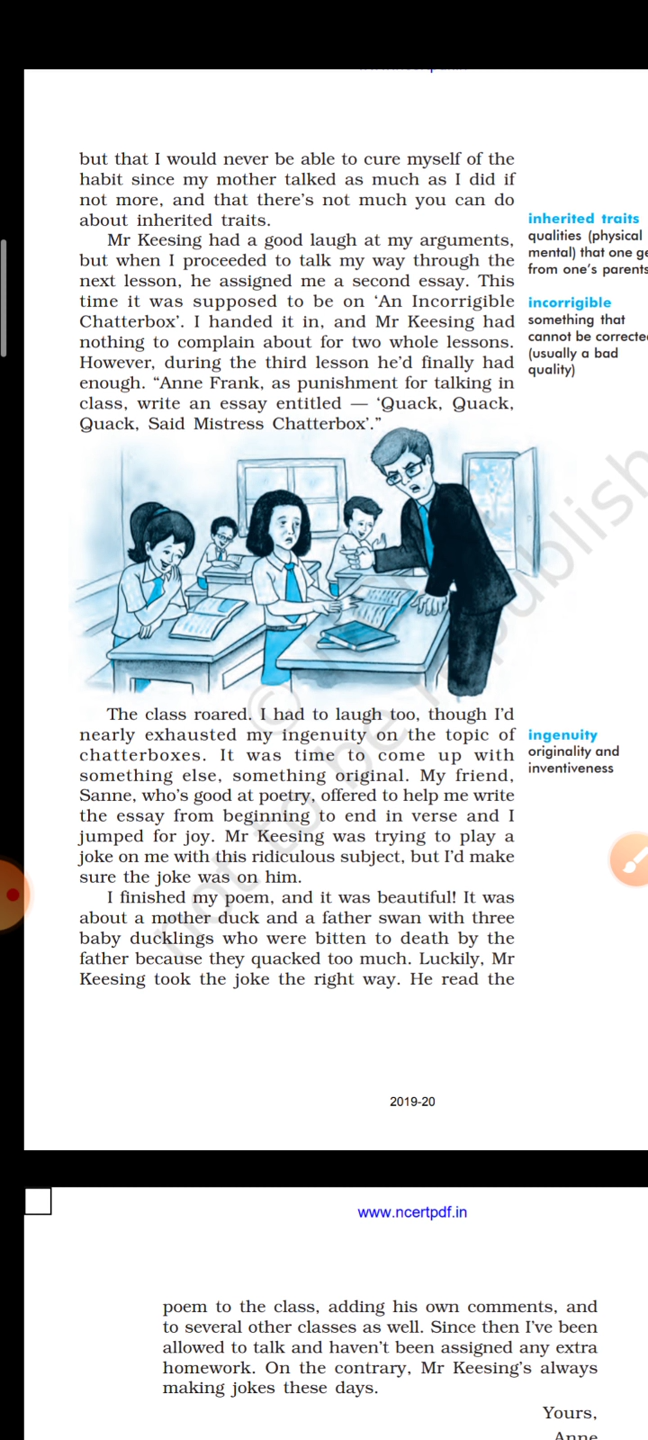 but that I would never be able to cure myself of the
habit since my mother talked as much as I did if
not more, and that there's not much you can do
about inherited traits.
Mr Keesing had a good laugh at my arguments,
but when I proceeded to talk my way through the
next lesson, he assigned me a second essay. This
time it was supposed to be on ‘An Incorrigible
Chatterbox’. I handed it in, and Mr Keesing had
nothing to complain about for two whole lessons.
However, during the third lesson he'd finally had
enough. “Anne Frank, as punishment for talking in
class, write an essay entitled — ‘Quack, Quack,
Quack, Said Mistress Chatterbox’.”
inherited traits
qualities (physical
mental) that one ge
from one's parents
incorrigible
something that
cannot be correcte
(usually a bad
quality)
The class roared. I had to laugh too, though I'd
nearly exhausted my ingenuity on the topic of
chatterboxes. It was time to come up with
something else, something original. My friend,
Sanne, who's good at poetry, offered to help me write
the essay from beginning to end in verse and I
jumped for joy. Mr Keesing was trying to play a
joke on me with this ridiculous subject, but I'd make
sure the joke was on him.
ingenuity
originality and
inventiveness
I finished my poem, and it was beautiful! It was
about a mother duck and a father swan with three
baby ducklings who were bitten to death by the
father because they quacked too much. Luckily, Mr
Keesing took the joke the right way. He read the
not to be republish
2019-20
www.ncertpdf.in
poem to the class, adding his own comments, and
to several other classes as well. Since then I've been
allowed to talk and haven't been assigned any extra
homework. On the contrary, Mr Keesing's always
making jokes these days.
Yours,
Anne